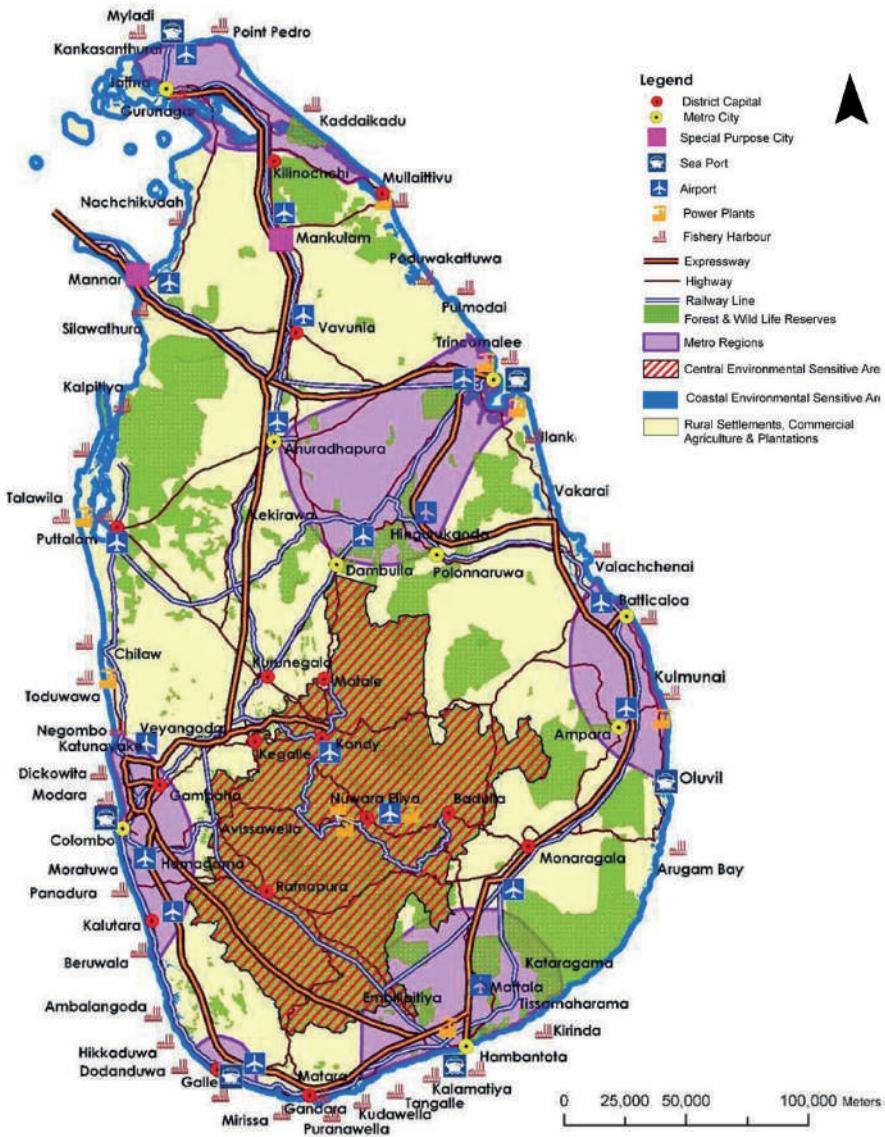 Myladi
Point Pedro
Kankasanthurai
Jaffna
Gurunagar
Kaddaikadu
Kilinochchi
Mullaittivu
Nachchikudah
Mankulam
Poduwakattuwa
Mannar
Pulmodai
Silawathura
Vavunia
Trincomalee
Kalpitiya
Anuradhapura
Illank
Vakarai
Talawila
Kekirawa
Hingurukgoda
Puttalam
Dambulla
Polonnaruwa
Valachchenai
Batticaloa
Chilaw
Kurunegala
Matale
Kulmunai
Toduwawa
Negombo
Veyangoda
Ampara
Katunayake
Kegalle
Kandy
Dickowita
Gampaha
Oluvil
Modara
Nuwara Eliya
Badulla
Colombo
Avissawella
Monaragala
Moratuwa
Homagama
Arugam Bay
Panadura
Ratnapura
Kalutara
Beruwala
Kataragama
Mattala
Ambalangoda
Embilipitiya
Tissamaharama
Kirinda
Hikkaduwa
Hambantota
Dodanduwa
Galle
Matara
Kalamatiya
Tangalle
Mirissa
Gandara
Kudawella
Puranawella
Legend
District Capital
Metro City
Special Purpose City
Sea Port
Airport
Power Plants
Fishery Harbour
Expressway
Highway
Railway Line
Forest & Wild Life Reserves
Metro Regions
Central Environmental Sensitive Are
Coastal Environmental Sensitive Are
Rural Settlements, Commercial
Agriculture & Plantations
0 25,000 50,000 100,000 Meters